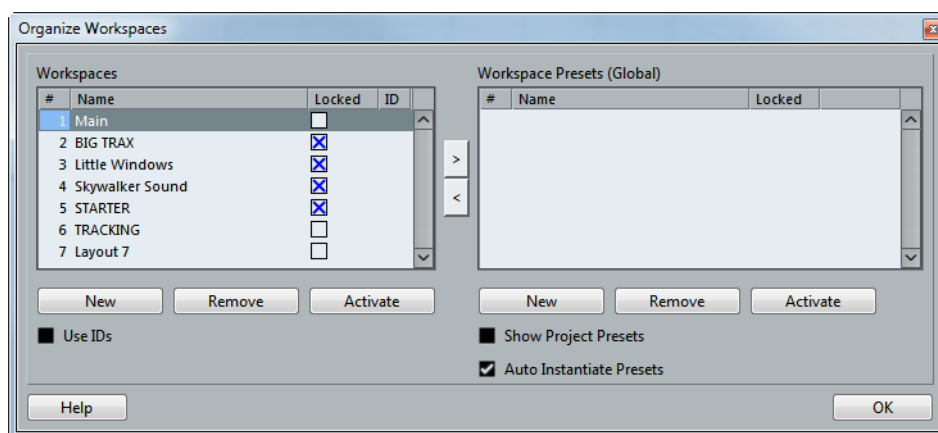 Organize Workspaces
Workspaces
# Name Locked ID
1 Main
2 BIG TRAX
3 Little Windows
4 Skywalker Sound
5 STARTER
6 TRACKING
7 Layout 7
New Remove Activate
Use IDs
Workspace Presets (Global)
# Name Locked
> 
<
New Remove Activate
Show Project Presets
Auto Instantiate Presets
Help OK